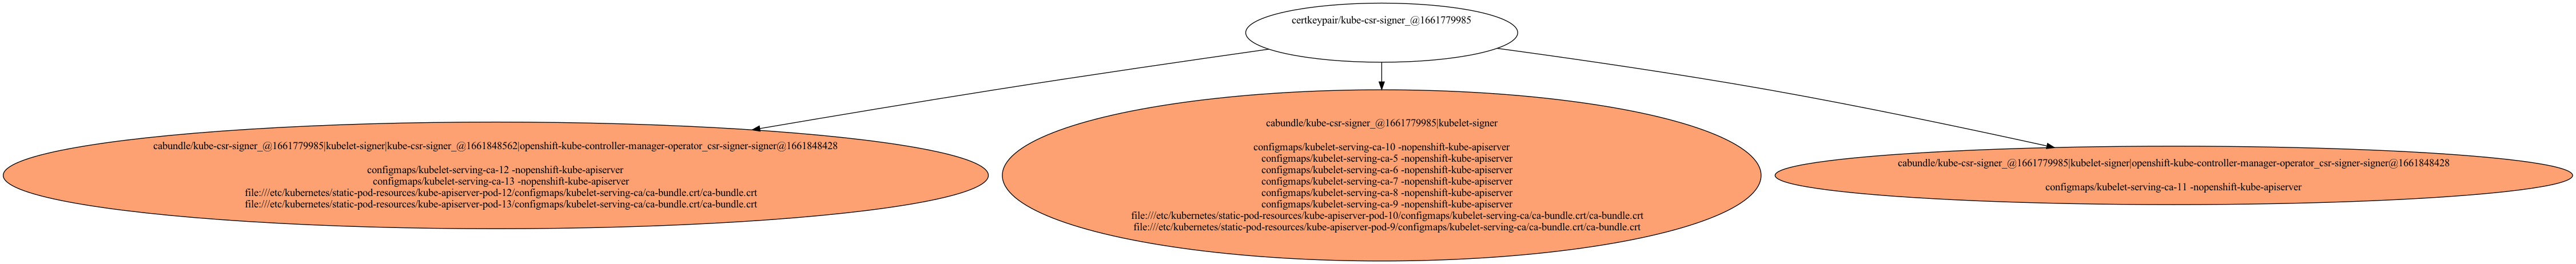 certkeypair/kube-csr-signer_@1661779985
cabundle/kube-csr-signer_@1661779985|kubelet-signer|kube-csr-signer_@1661848562|openshift-kube-controller-manager-operator_csr-signer-signer@1661848428
configmaps/kubelet-serving-ca-12 -nopenshift-kube-apiserver
configmaps/kubelet-serving-ca-13 -nopenshift-kube-apiserver
file:///etc/kubernetes/static-pod-resources/kube-apiserver-pod-12/configmaps/kubelet-serving-ca/ca-bundle.crt/ca-bundle.crt
file:///etc/kubernetes/static-pod-resources/kube-apiserver-pod-13/configmaps/kubelet-serving-ca/ca-bundle.crt/ca-bundle.crt
cabundle/kube-csr-signer_@1661779985|kubelet-signer
configmaps/kubelet-serving-ca-10 -nopenshift-kube-apiserver
configmaps/kubelet-serving-ca-5 -nopenshift-kube-apiserver
configmaps/kubelet-serving-ca-6 -nopenshift-kube-apiserver
configmaps/kubelet-serving-ca-7 -nopenshift-kube-apiserver
configmaps/kubelet-serving-ca-8 -nopenshift-kube-apiserver
configmaps/kubelet-serving-ca-9 -nopenshift-kube-apiserver
file:///etc/kubernetes/static-pod-resources/kube-apiserver-pod-10/configmaps/kubelet-serving-ca/ca-bundle.crt/ca-bundle.crt
file:///etc/kubernetes/static-pod-resources/kube-apiserver-pod-9/configmaps/kubelet-serving-ca/ca-bundle.crt/ca-bundle.crt
cabundle/kube-csr-signer_@1661779985|kubelet-signer|openshift-kube-controller-manager-operator_csr-signer-signer@1661848428
configmaps/kubelet-serving-ca-11 -nopenshift-kube-apiserver